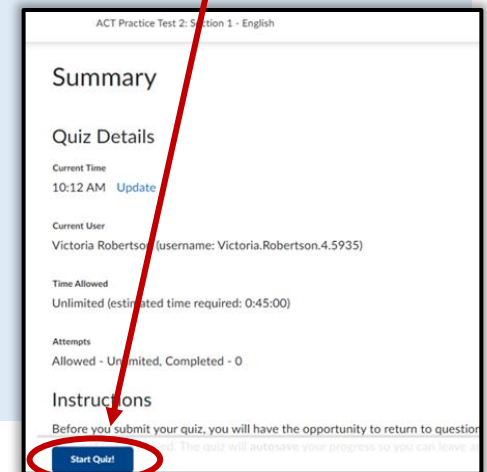 ACT Practice Test 2: Section 1 - English
Summary
Quiz Details
Current Time
10:12 AM Update
Current User
Victoria Robertson (username: Victoria.Robertson.4.5935)
Time Allowed
Unlimited (estimated time required: 0:45:00)
Attempts
Allowed - Unlimited, Completed - 0
Instructions
Before you submit your quiz, you will have the opportunity to return to question
The quiz will autosave your progress so you can leave
Start Quiz!